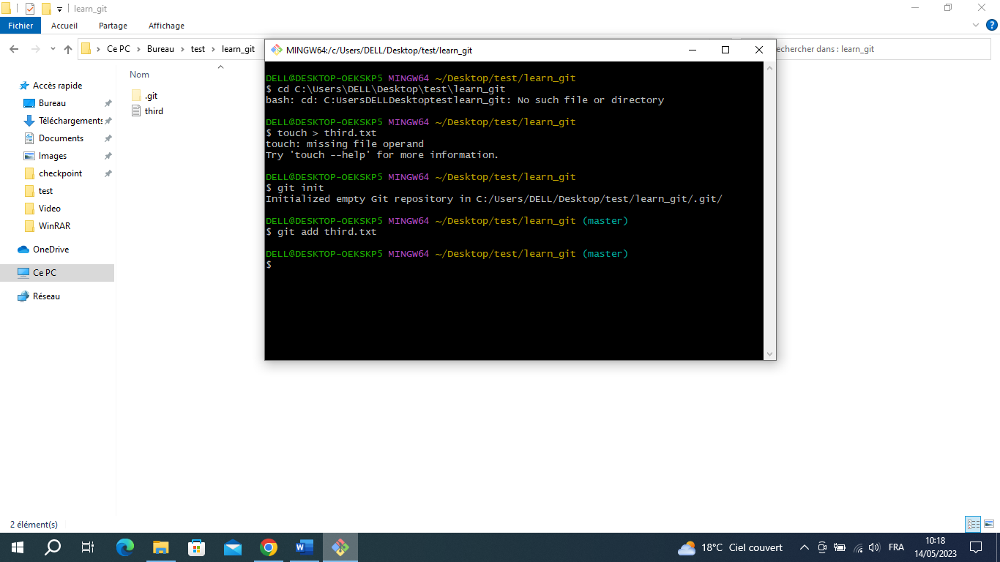 learn_git
Fichier Accueil Partage Affichage
Ce PC Bureau test learn_git
echercher dans : learn_git
MINGW64:/c/Users/DELL/Desktop/test/learn_git
Nom
.git
third
Accès rapide
Bureau
Téléchargements
Documents
Images
checkpoint
test
Video
WinRAR
OneDrive
Ce PC
Réseau
DELL@DESKTOP-OEKSKP5 MINGW64 ~/Desktop/test/learn_git
$ cd C:\Users\DELL\Desktop\test\learn_git
bash: cd: C:UsersDELLDesktoptestlearn_git: No such file or directory
DELL@DESKTOP-OEKSKP5 MINGW64 ~/Desktop/test/learn_git
$ touch > third.txt
touch: missing file operand
Try 'touch --help' for more information.
DELL@DESKTOP-OEKSKP5 MINGW64 ~/Desktop/test/learn_git
$ git init
Initialized empty Git repository in C:/Users/DELL/Desktop/test/learn_git/.git/
DELL@DESKTOP-OEKSKP5 MINGW64 ~/Desktop/test/learn_git (master)
$ git add third.txt
DELL@DESKTOP-OEKSKP5 MINGW64 ~/Desktop/test/learn_git (master)
$
2 élément(s)
18°C Ciel couvert
FRA
10:18
14/05/2023